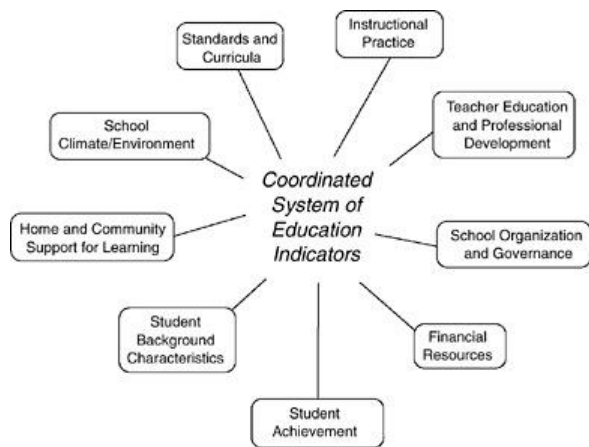 Standards and
Curricula
Instructional
Practice
Teacher Education
and Professional
Development
School
Climate/Environment
Coordinated
System of
Education
Indicators
Home and Community
Support for Learning
School Organization
and Governance
Student
Background
Characteristics
Financial
Resources
Student
Achievement